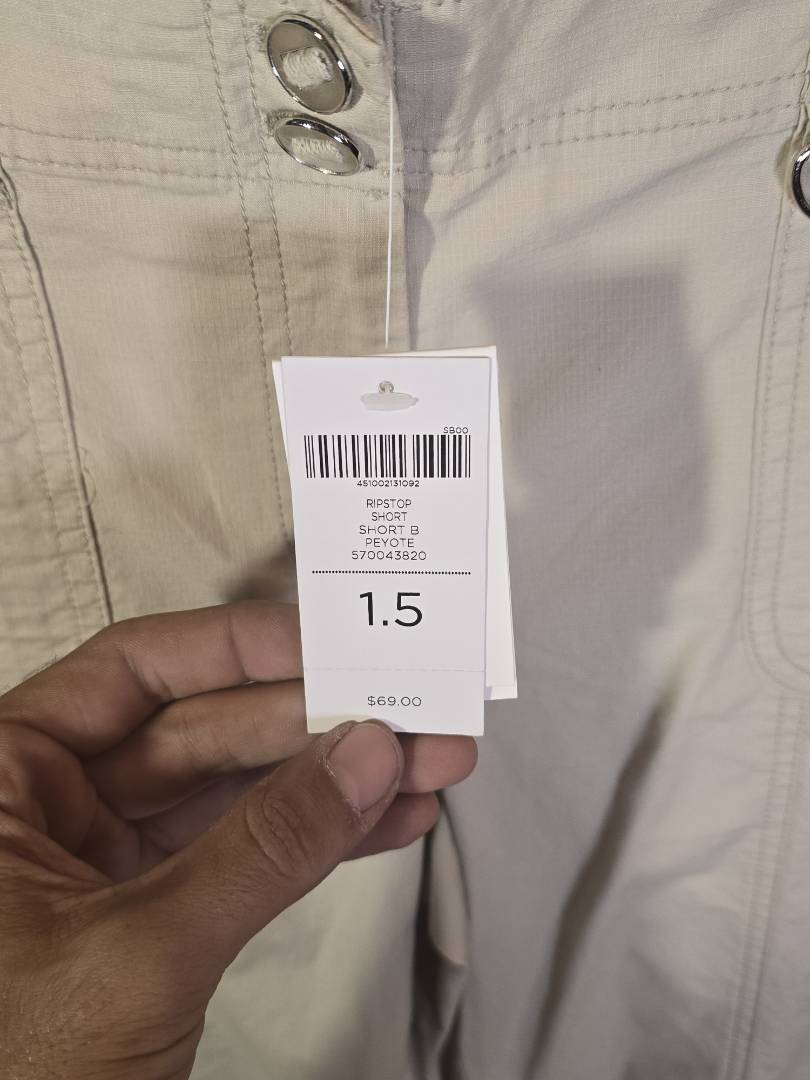 SB00
451002131092
RIPSTOP
SHORT
SHORT B
PEYOTE
570043820
1.5
$69.00